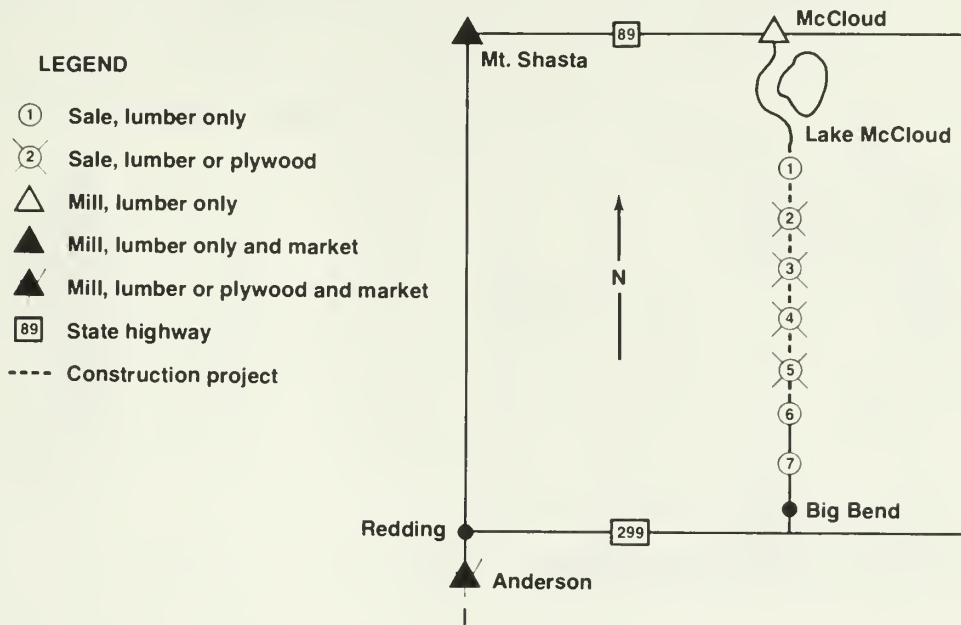 LEGEND
1 Sale, lumber only
2 Sale, lumber or plywood
Mill, lumber only
Mill, lumber only and market
Mill, lumber or plywood and market
89 State highway
Construction project
McCloud
89
Mt. Shasta
Lake McCloud
1
2
3
N
4
5
6
7
Big Bend
Redding
299
Anderson